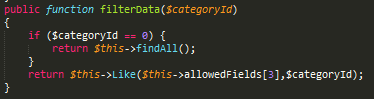 public function filterData($categoryId)
{
    if ($categoryId == 0) {
        return $this->findAll();
    }
    return $this->Like($this->allowedFields[3],$categoryId);
}